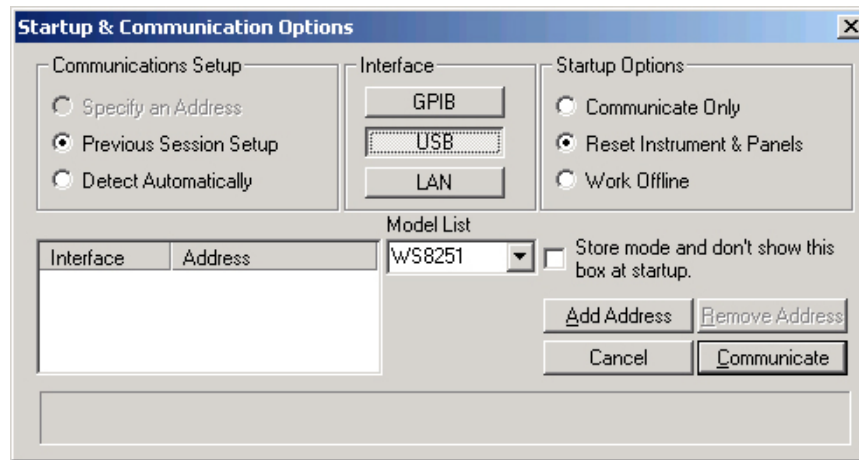 Startup & Communication Options
Communications Setup
Specify an Address
Previous Session Setup
Detect Automatically
Interface
GPIB
USB
LAN
Startup Options
Communicate Only
Reset Instrument & Panels
Work Offline
Interface Address
Model List
WS8251
Store mode and don't show this
box at startup.
Add Address Remove Address
Cancel Communicate